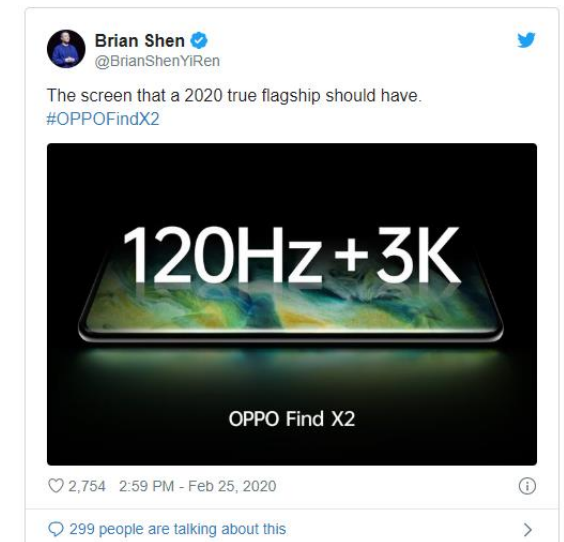 Brian Shen
@BrianShenYiRen
The screen that a 2020 true flagship should have.
#OPPOFindX2
120Hz+3K
OPPO Find X2
2,754 2:59 PM - Feb 25, 2020
299 people are talking about this